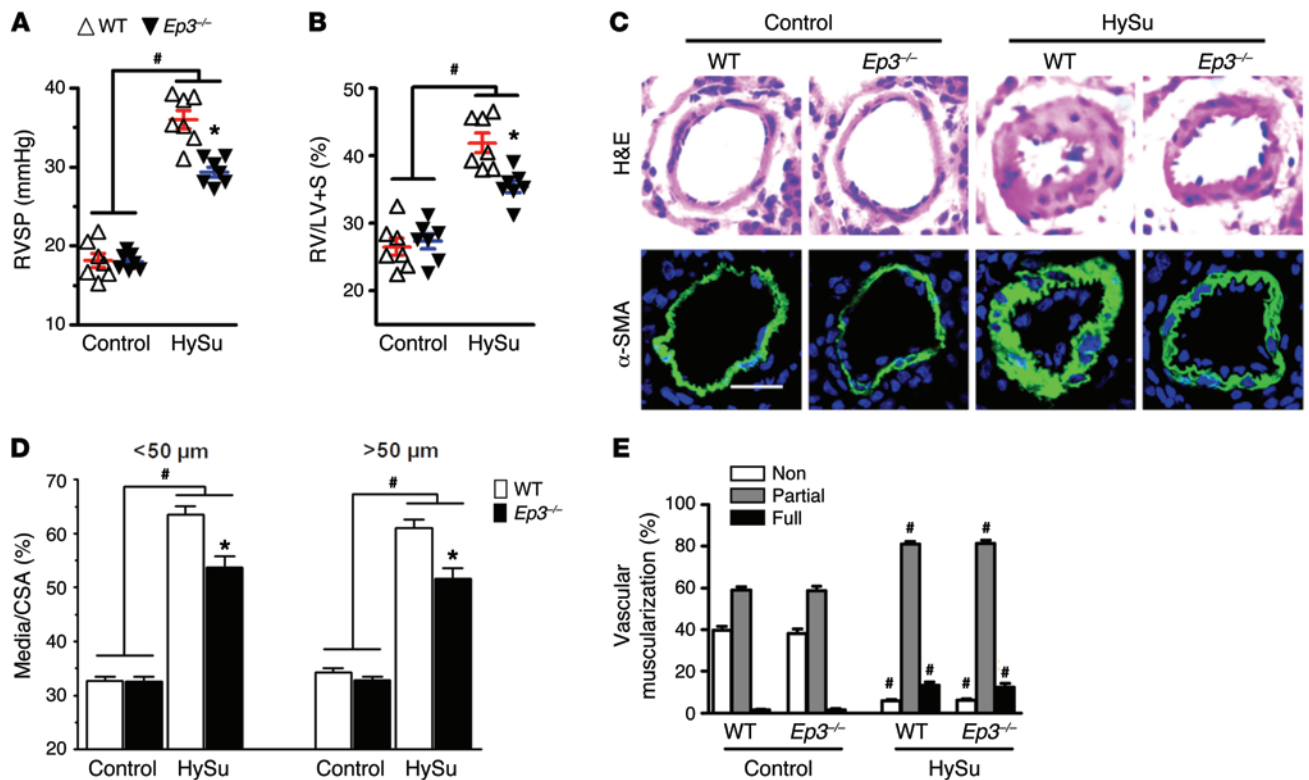 A
△ WT ▼ Ep3–/–
#
*
RVSP (mmHg)
40
30
20
10
Control HySu
B
#
*
RV/LV+S (%)
50
40
30
20
Control HySu
C
Control HySu
WT Ep3–/– WT Ep3–/–
H&E
α-SMA
D
<50 µm >50 µm
# #
* *
WT
Ep3–/–
Media/CSA (%)
70
60
50
40
30
20
Control HySu Control HySu
E
Non
Partial
Full
Vascular
muscularization (%)
100
80
60
40
20
0
# #
# # # #
WT Ep3–/– WT Ep3–/–
Control HySu